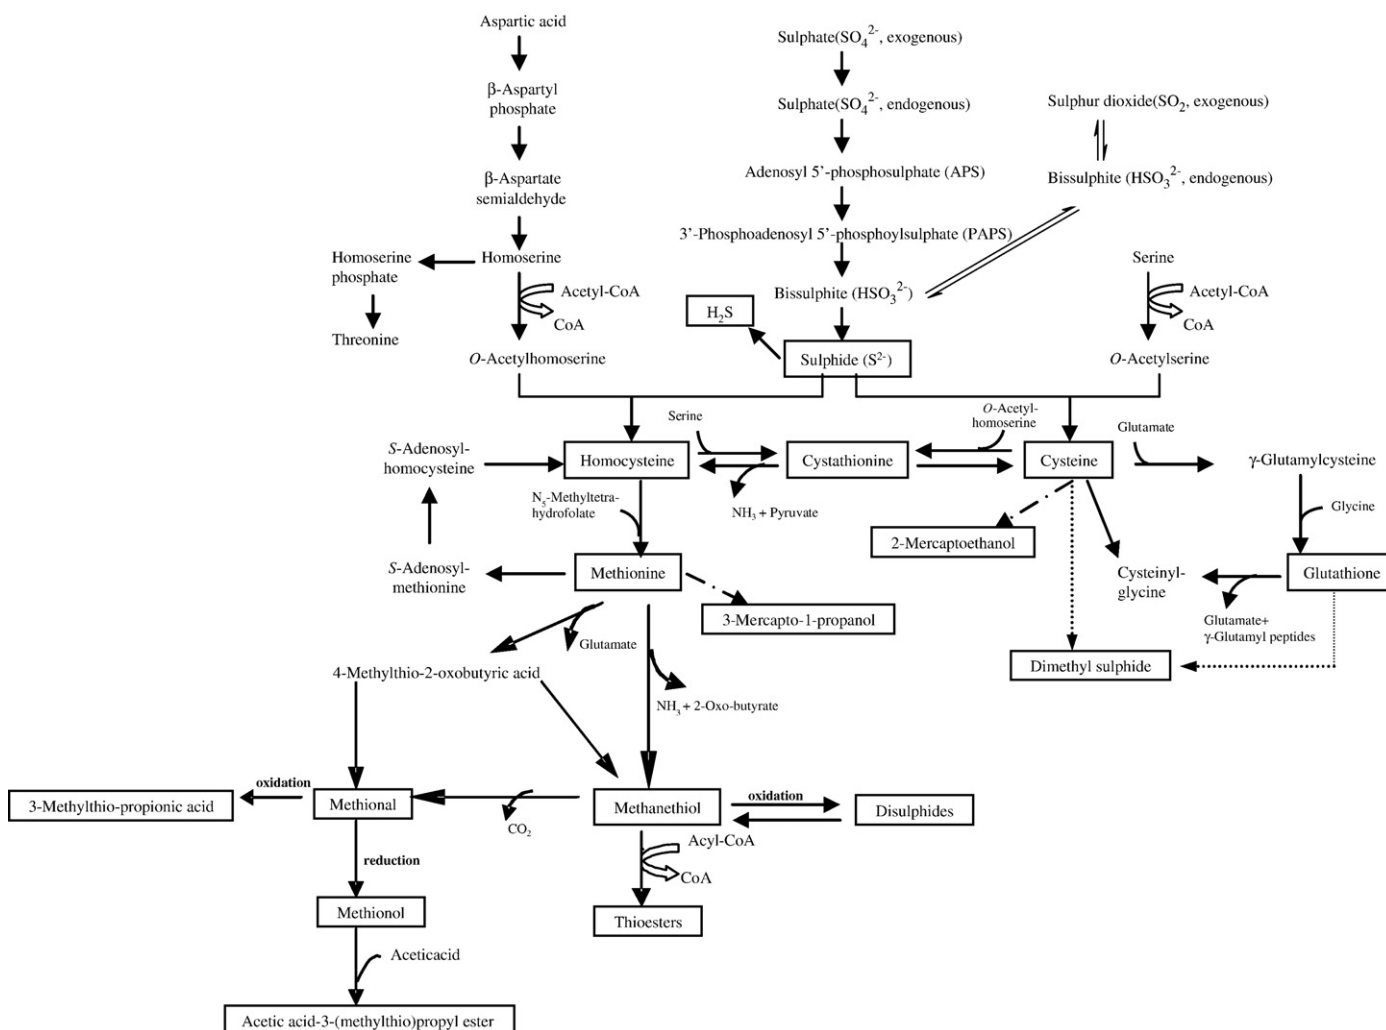 Aspartic acid
β-Aspartyl
phosphate
β-Aspartate
semialdehyde
Homoserine
phosphate
Homoserine
Threonine
Acetyl-CoA
CoA
O-Acetylhomoserine
Sulphate(SO4 2-, exogenous)
Sulphate(SO4 2-, endogenous)
Adenosyl 5’-phosphosulphate (APS)
3’-Phosphoadenosyl 5’-phosphoylsulphate (PAPS)
Bissulphite (HSO3 2-)
H2S
Sulphide (S2-)
Sulphur dioxide(SO2, exogenous)
Bissulphite (HSO3 2-, endogenous)
Serine
Acetyl-CoA
CoA
O-Acetylserine
S-Adenosyl-
homocysteine
Homocysteine
Serine
Cystathionine
NH3 + Pyruvate
O-Acetyl-
homoserine
Cysteine
Glutamate
γ-Glutamylcysteine
Glycine
N5-Methyltetra-
hydrofolate
2-Mercaptoethanol
S-Adenosyl-
methionine
Methionine
3-Mercapto-1-propanol
Cysteinyl-
glycine
Glutathione
Glutamate+
γ-Glutamyl peptides
Dimethyl sulphide
Glutamate
4-Methylthio-2-oxobutyric acid
NH3 + 2-Oxo-butyrate
3-Methylthio-propionic acid
oxidation
Methional
CO2
Methanethiol
oxidation
Disulphides
Acyl-CoA
CoA
Thioesters
reduction
Methionol
Aceticacid
Acetic acid-3-(methylthio)propyl ester